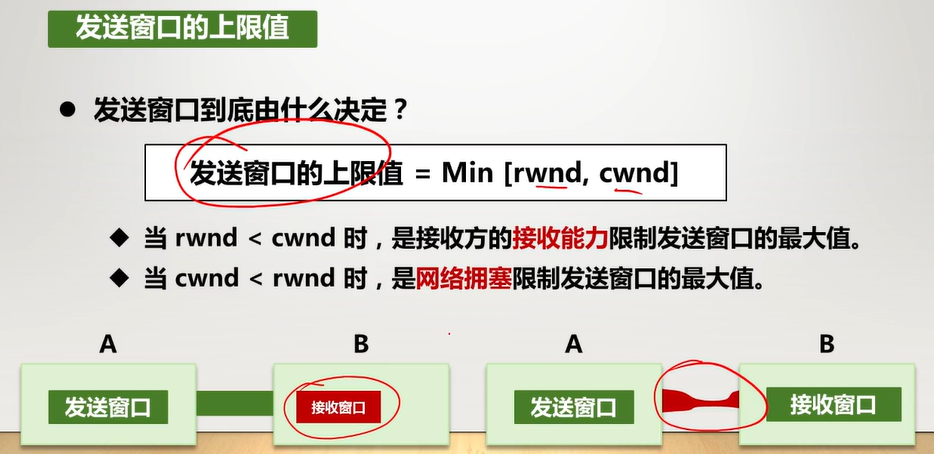 发送窗口的上限值
● 发送窗口到底由什么决定？
发送窗口的上限值 = Min [rwnd, cwnd]
◆ 当 rwnd < cwnd 时，是接收方的接收能力限制发送窗口的最大值。
◆ 当 cwnd < rwnd 时，是网络拥塞限制发送窗口的最大值。
A B A B
发送窗口 接收窗口 发送窗口 接收窗口